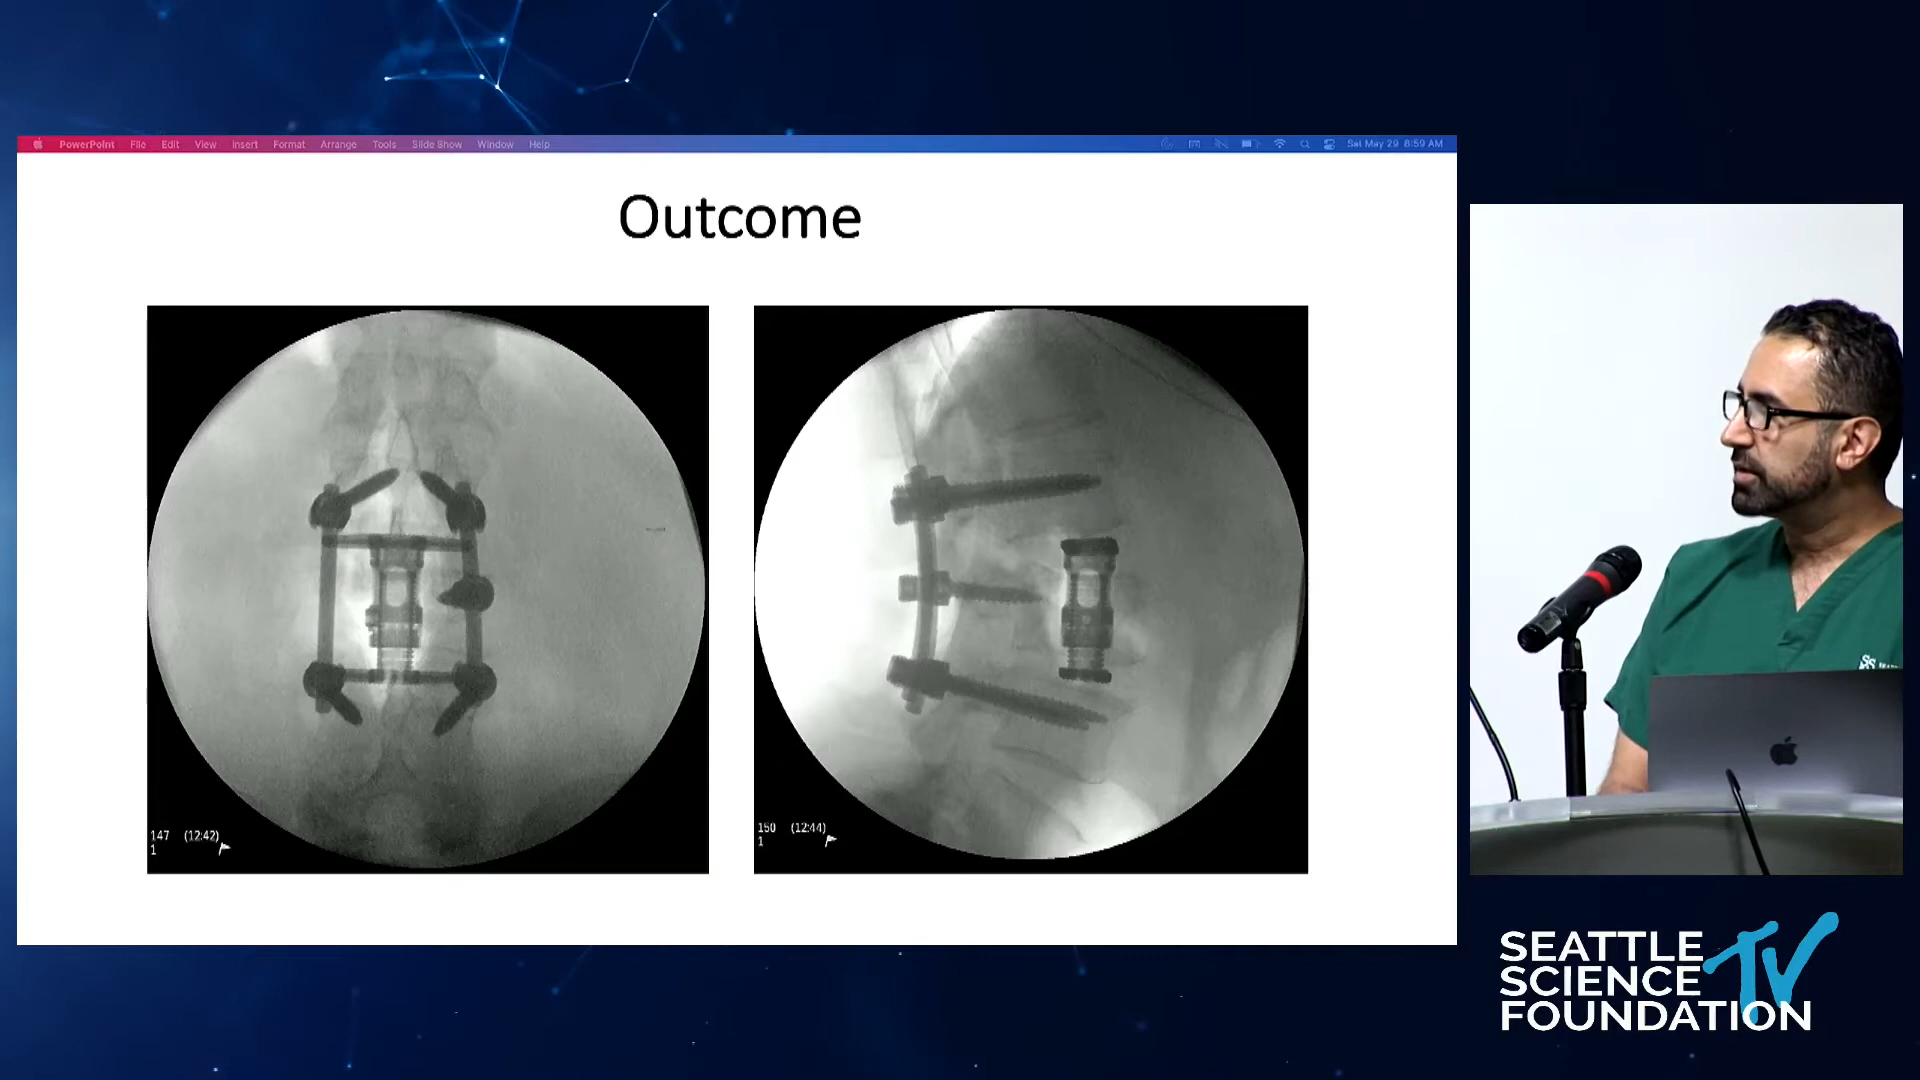 PowerPoint File Edit View Insert Format Arrange Tools Slide Show Window Help Sat May 29 8:59 AM
Outcome
147 (12:42)
1
150 (12:44)
1
SEATTLE
SCIENCE TV
FOUNDATION